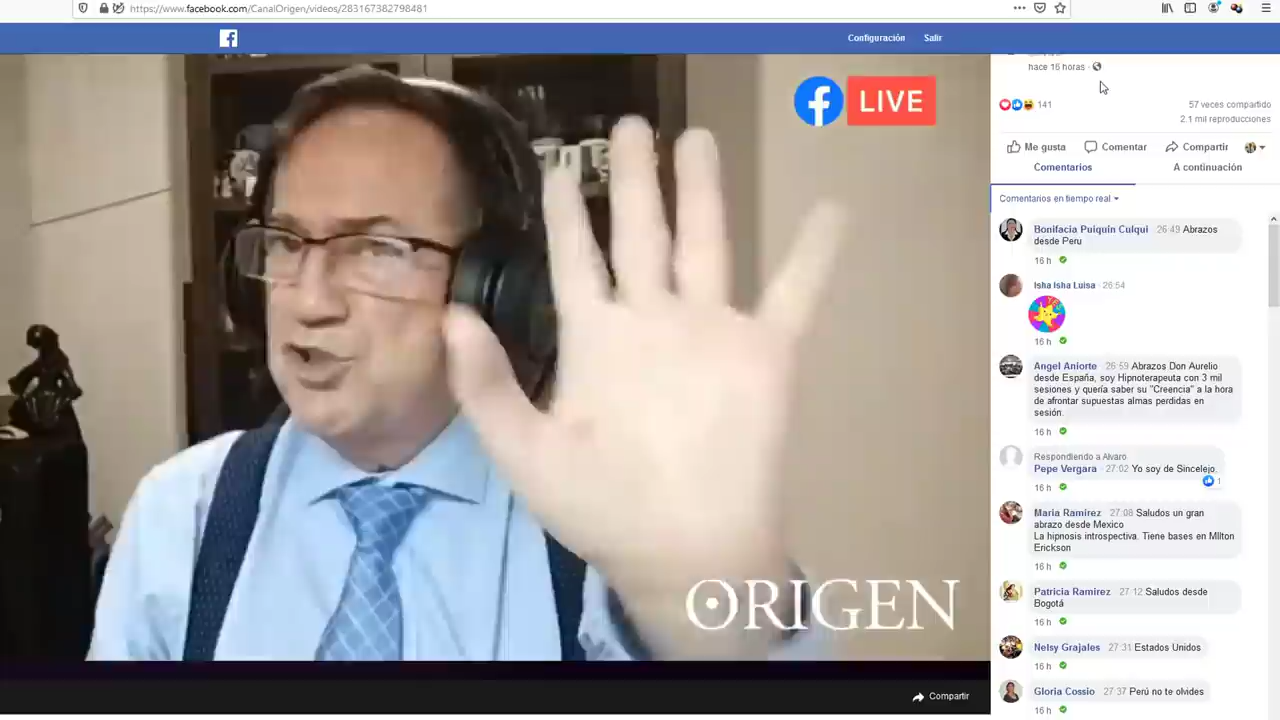 https://www.facebook.com/CanalOrigen/videos/283167382798481
Configuración Salir
LIVE
ORIGEN
Compartir
hace 16 horas ·
141
57 veces compartido
2.1 mil reproducciones
Me gusta Comentar Compartir
Comentarios A continuación
Comentarios en tiempo real
Bonifacia Puiquin Culqui · 26:49 Abrazos
desde Peru
16 h
Isha Isha Luisa · 26:54
16 h
Angel Aniorte · 26:59 Abrazos Don Aurelio
desde España, soy Hipnoterapeuta con 3 mil
sesiones y quería saber su "Creencia" a la hora
de afrontar supuestas almas perdidas en
sesión.
16 h
Respondiendo a Alvaro
Pepe Vergara · 27:02 Yo soy de Sincelejo.
1
16 h
Maria Ramírez · 27:08 Saludos un gran
abrazo desde Mexico
La hipnosis introspectiva. Tiene bases en MIlton
Erickson
16 h
Patricia Ramirez · 27:12 Saludos desde
Bogotá
16 h
Nelsy Grajales · 27:31 Estados Unidos
16 h
Gloria Cossio · 27:37 Perú no te olvides
16 h